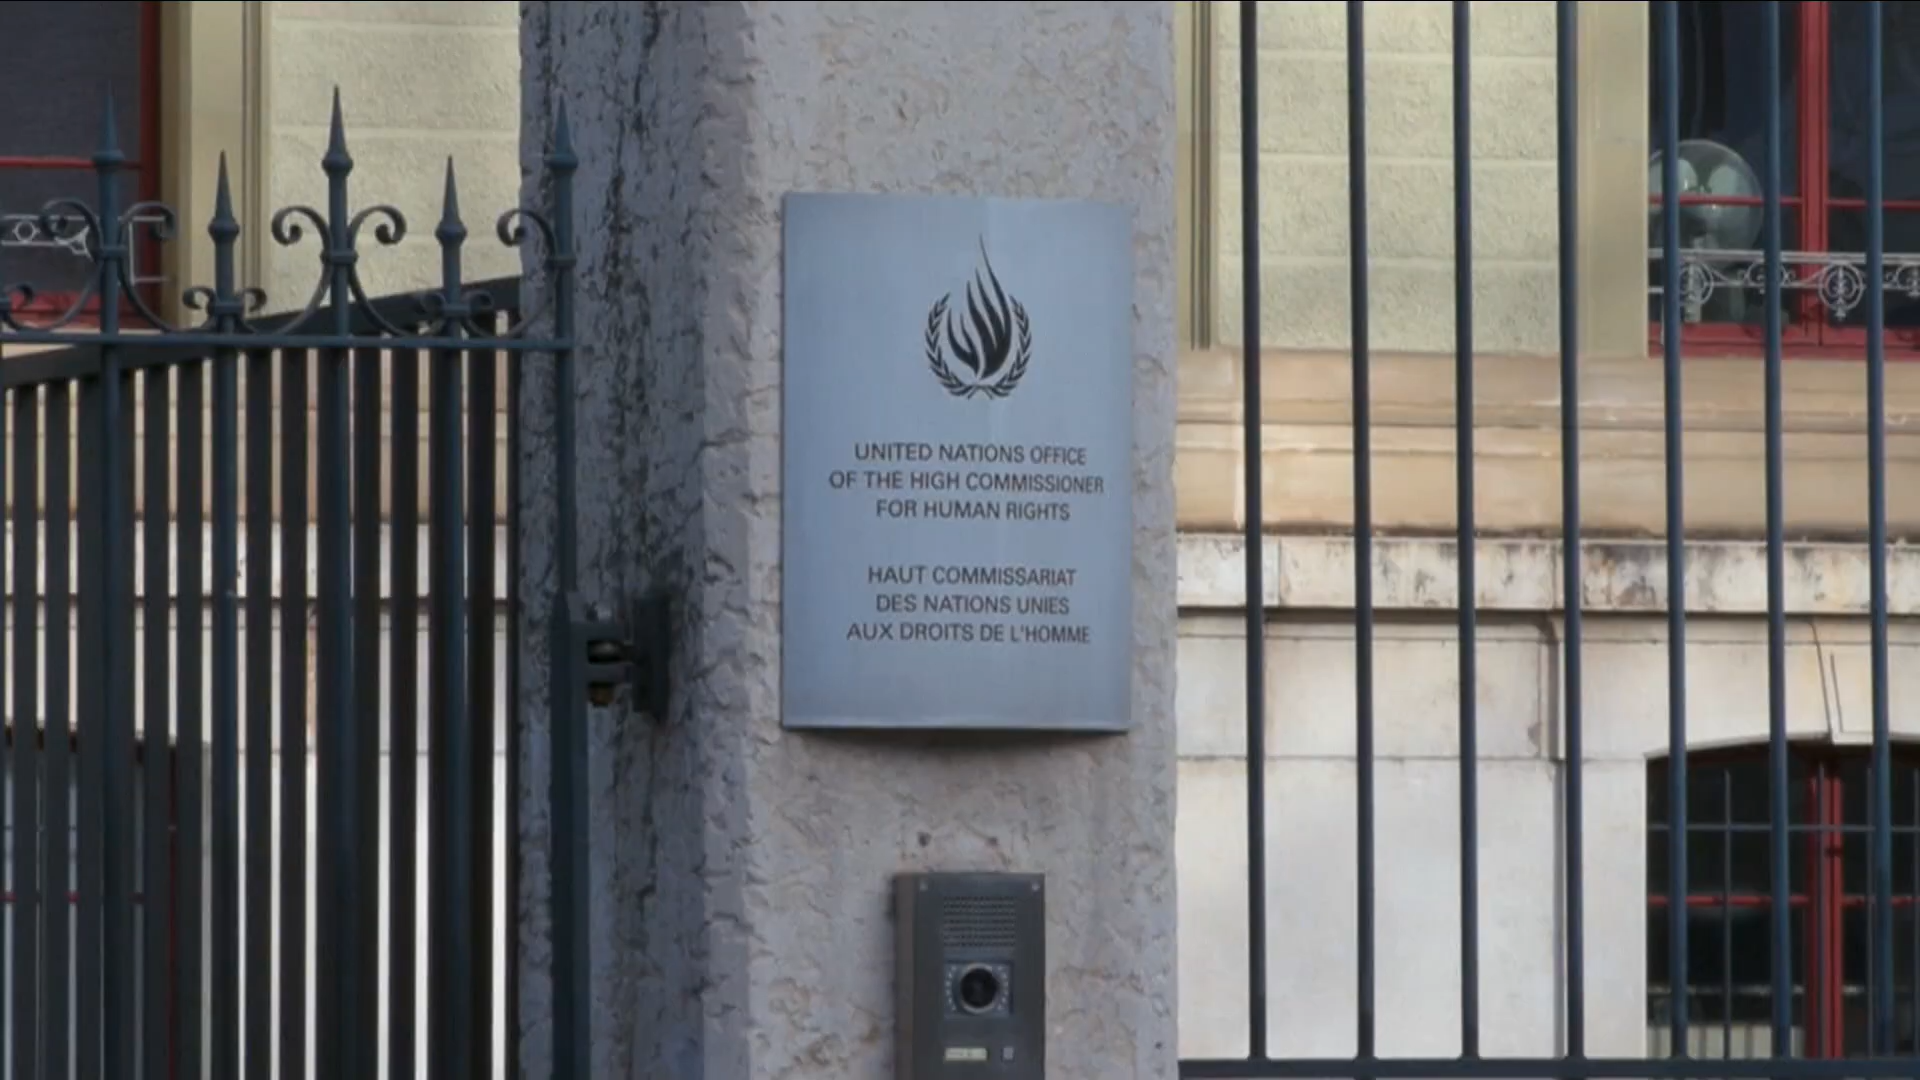 UNITED NATIONS OFFICE
OF THE HIGH COMMISSIONER
FOR HUMAN RIGHTS
HAUT COMMISSARIAT
DES NATIONS UNIES
AUX DROITS DE L'HOMME